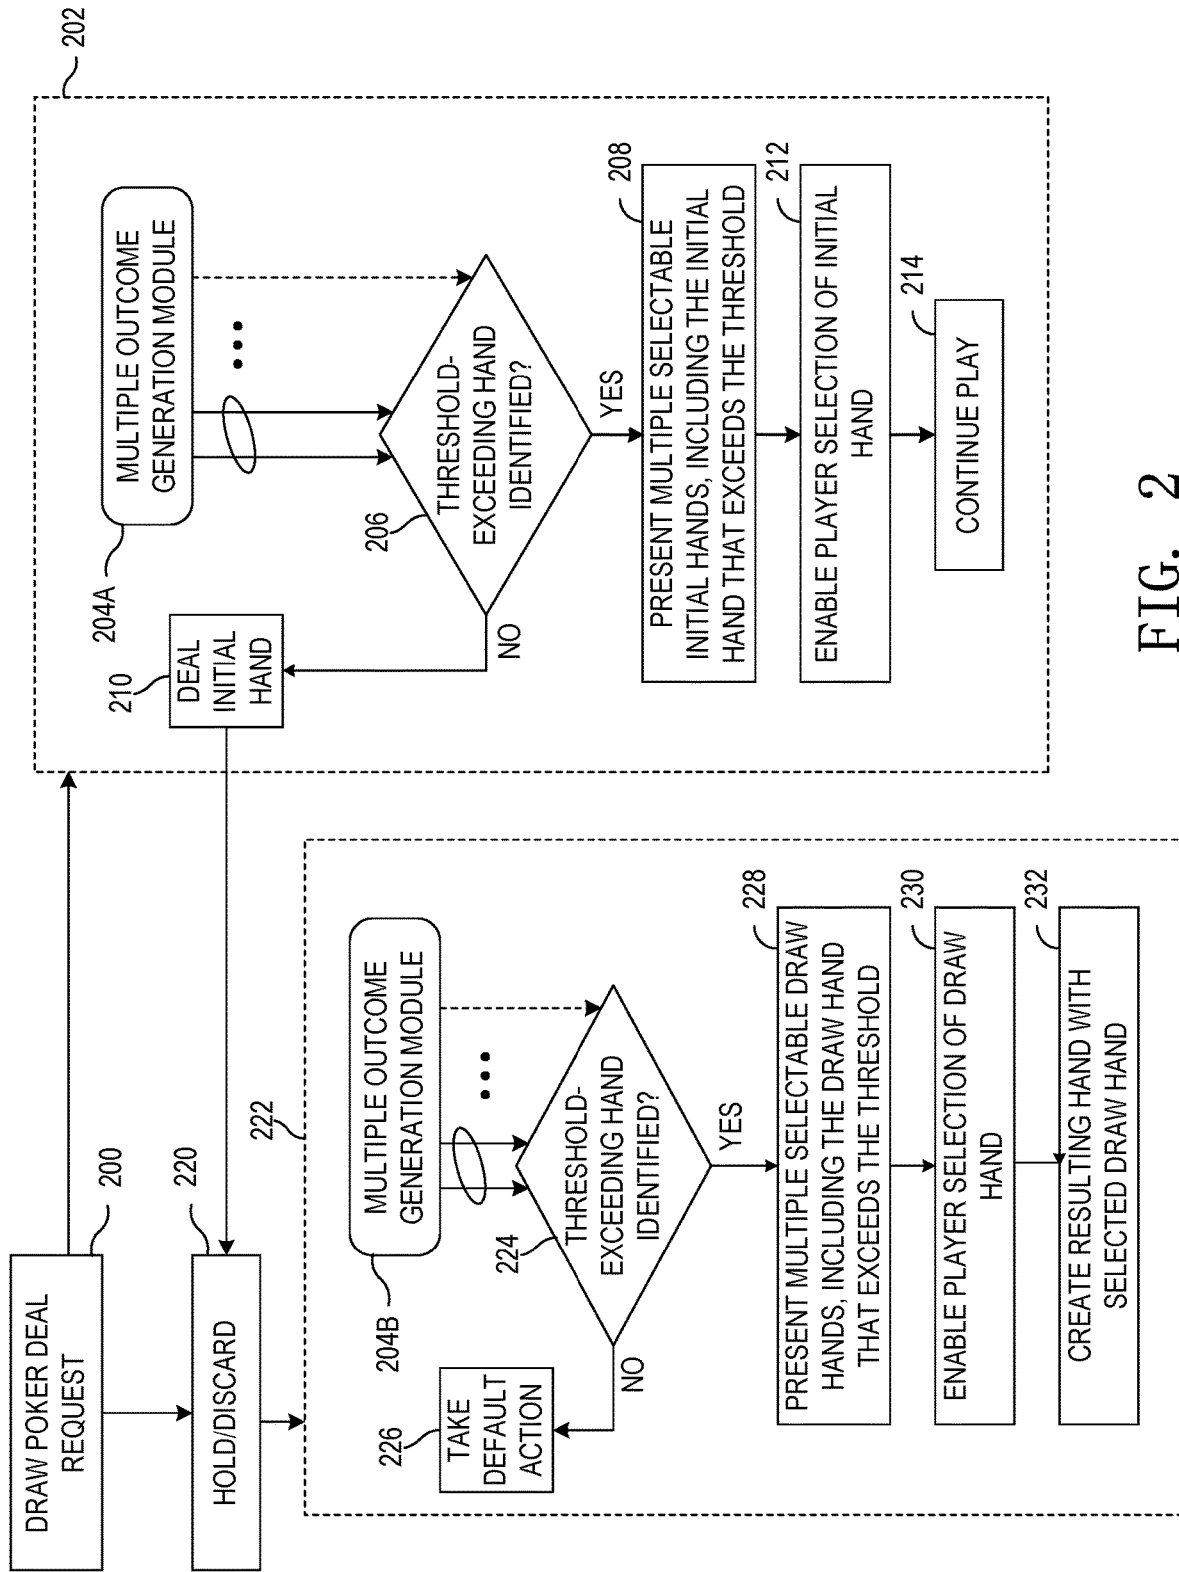 DRAW POKER DEAL
REQUEST
200
HOLD/DISCARD
220
222
MULTIPLE OUTCOME
GENERATION MODULE
204B
THRESHOLD-
EXCEEDING HAND
IDENTIFIED?
224
NO
YES
TAKE
DEFAULT
ACTION
226
PRESENT MULTIPLE SELECTABLE DRAW
HANDS, INCLUDING THE DRAW HAND
THAT EXCEEDS THE THRESHOLD
228
ENABLE PLAYER SELECTION OF DRAW
HAND
230
CREATE RESULTING HAND WITH
SELECTED DRAW HAND
232
202
MULTIPLE OUTCOME
GENERATION MODULE
204A
DEAL
INITIAL
HAND
210
THRESHOLD-
EXCEEDING HAND
IDENTIFIED?
206
NO
YES
PRESENT MULTIPLE SELECTABLE
INITIAL HANDS, INCLUDING THE INITIAL
HAND THAT EXCEEDS THE THRESHOLD
208
ENABLE PLAYER SELECTION OF INITIAL
HAND
212
CONTINUE PLAY
214
FIG. 2